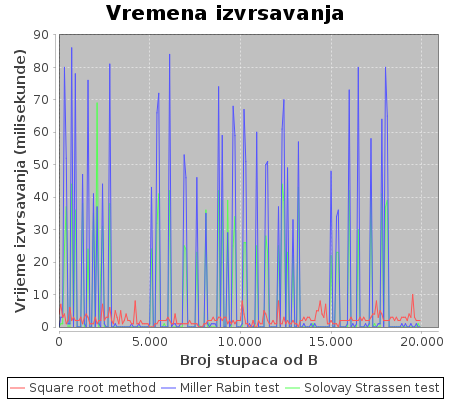 Vremena izvrsavanja
Vrijeme izvrsavanja (milisekunde)
90
80
70
60
50
40
30
20
10
0
0 5.000 10.000 15.000 20.000
Broj stupaca od B
Square root method Miller Rabin test Solovay Strassen test